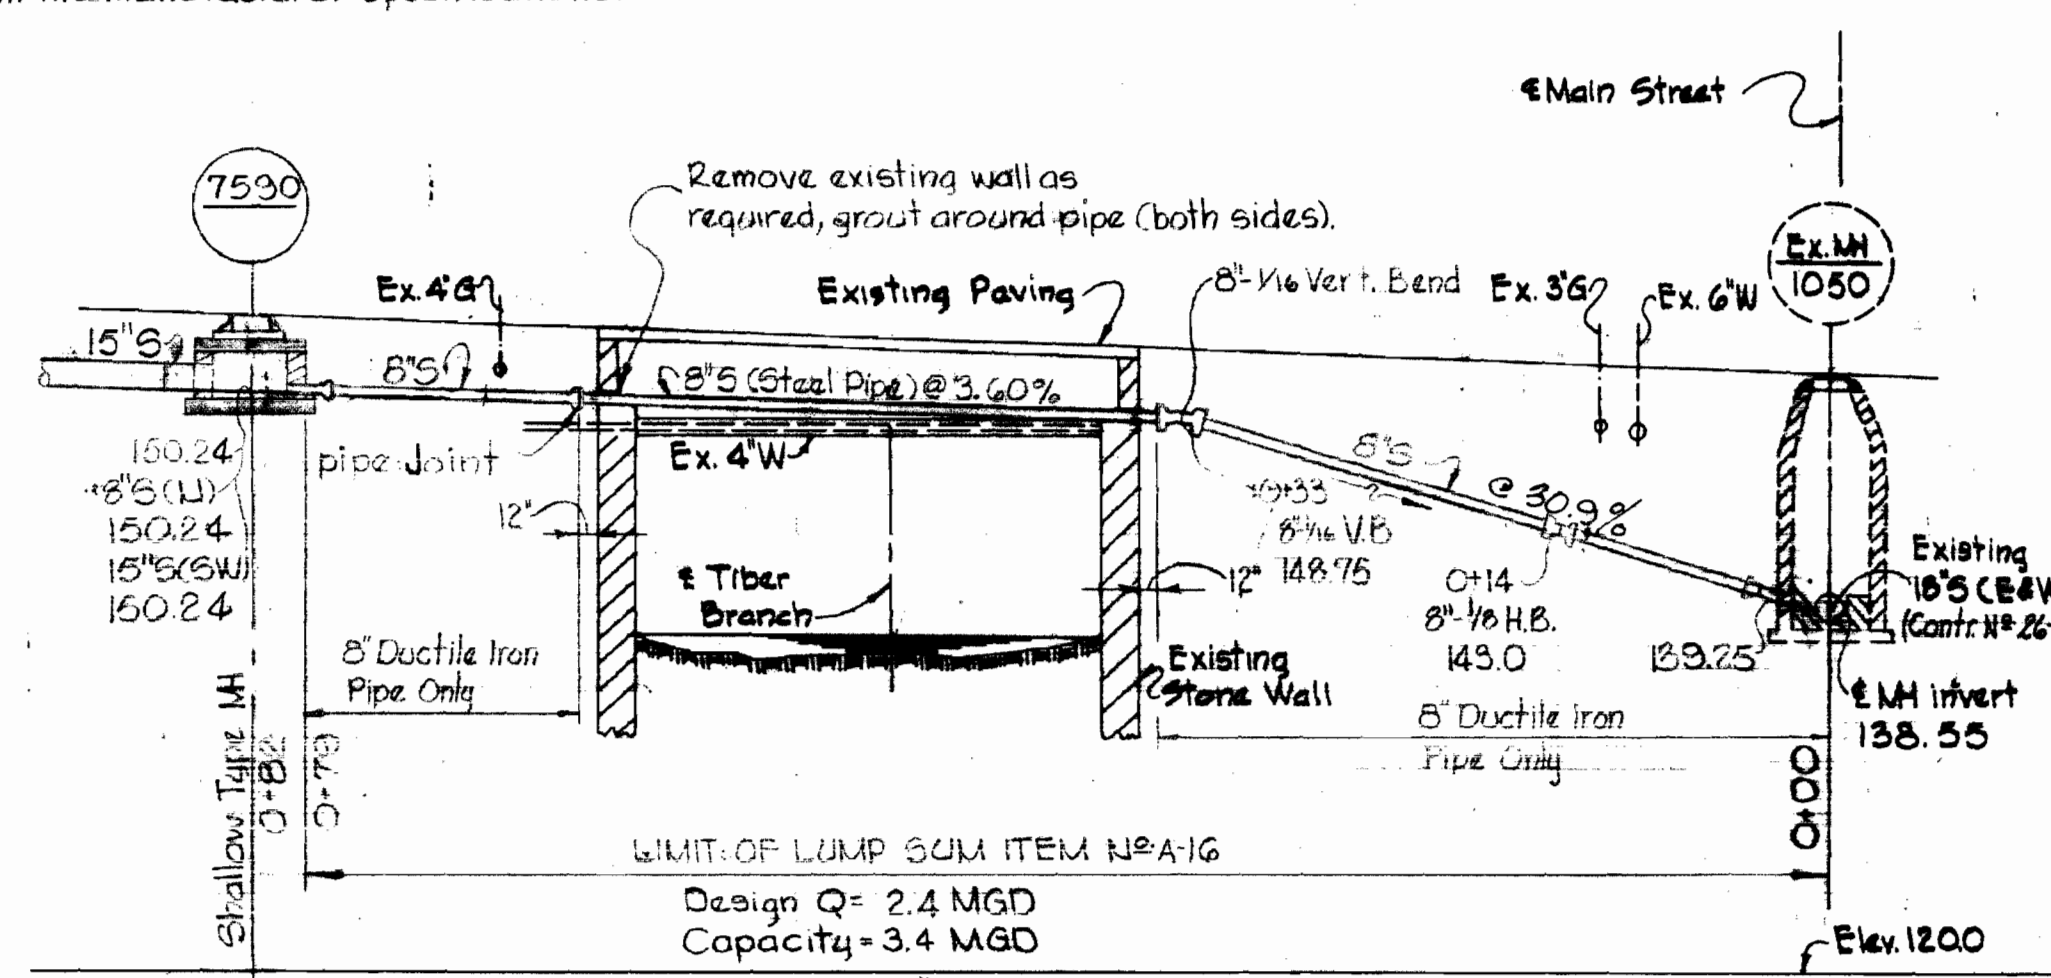 ℄ Main Street
7590
Remove existing wall as
required, grout around pipe (both sides).
Ex. MH
1050
Ex. 4"G
Existing Paving
8"-1/16 Vert. Bend
Ex. 3"G
Ex. 6"W
15"S
8"S
8"S (Steel Pipe) @ 3.60%
150.24
8"S (N)
150.24
15"S (SW)
150.24
pipe Joint
Ex. 4"W
8"S
@ 30.9%
12"
0+33
8"-1/16 V.B
148.75
12"
℄ Tiber
Branch
0+14
8"-1/8 H.B.
143.0
139.25
Existing
18"S (E&W
(Contr. Nº 26-
8" Ductile Iron
Pipe Only
Existing
Stone Wall
℄ MH invert
138.55
8" Ductile Iron
Pipe Only
Shallow Type MH
0+82
0+79
0+00
LIMIT OF LUMP SUM ITEM Nº A-16
Design Q = 2.4 MGD
Capacity = 3.4 MGD
Elev. 120.0